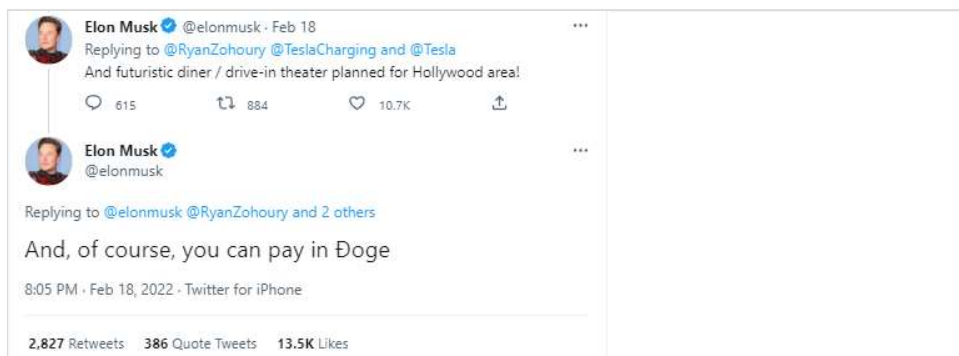 Elon Musk @elonmusk · Feb 18
Replying to @RyanZohoury @TeslaCharging and @Tesla
And futuristic diner / drive-in theater planned for Hollywood area!
615 884 10.7K
Elon Musk
@elonmusk
Replying to @elonmusk @RyanZohoury and 2 others
And, of course, you can pay in Ðoge
8:05 PM · Feb 18, 2022 · Twitter for iPhone
2,827 Retweets 386 Quote Tweets 13.5K Likes